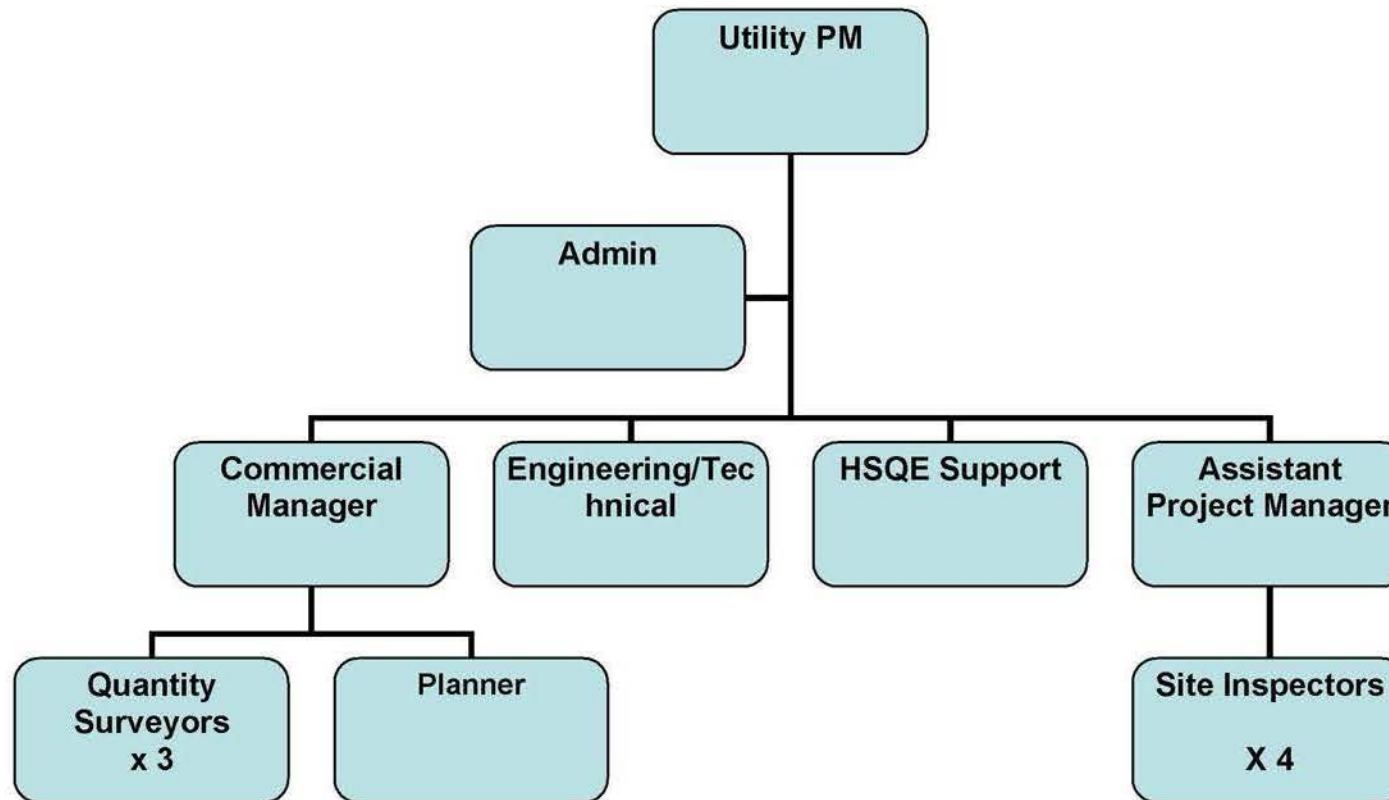 Utility PM
Admin
Commercial
Manager
Engineering/Tec
hnical
HSQE Support
Assistant
Project Manager
Quantity
Surveyors
x 3
Planner
Site Inspectors
X 4